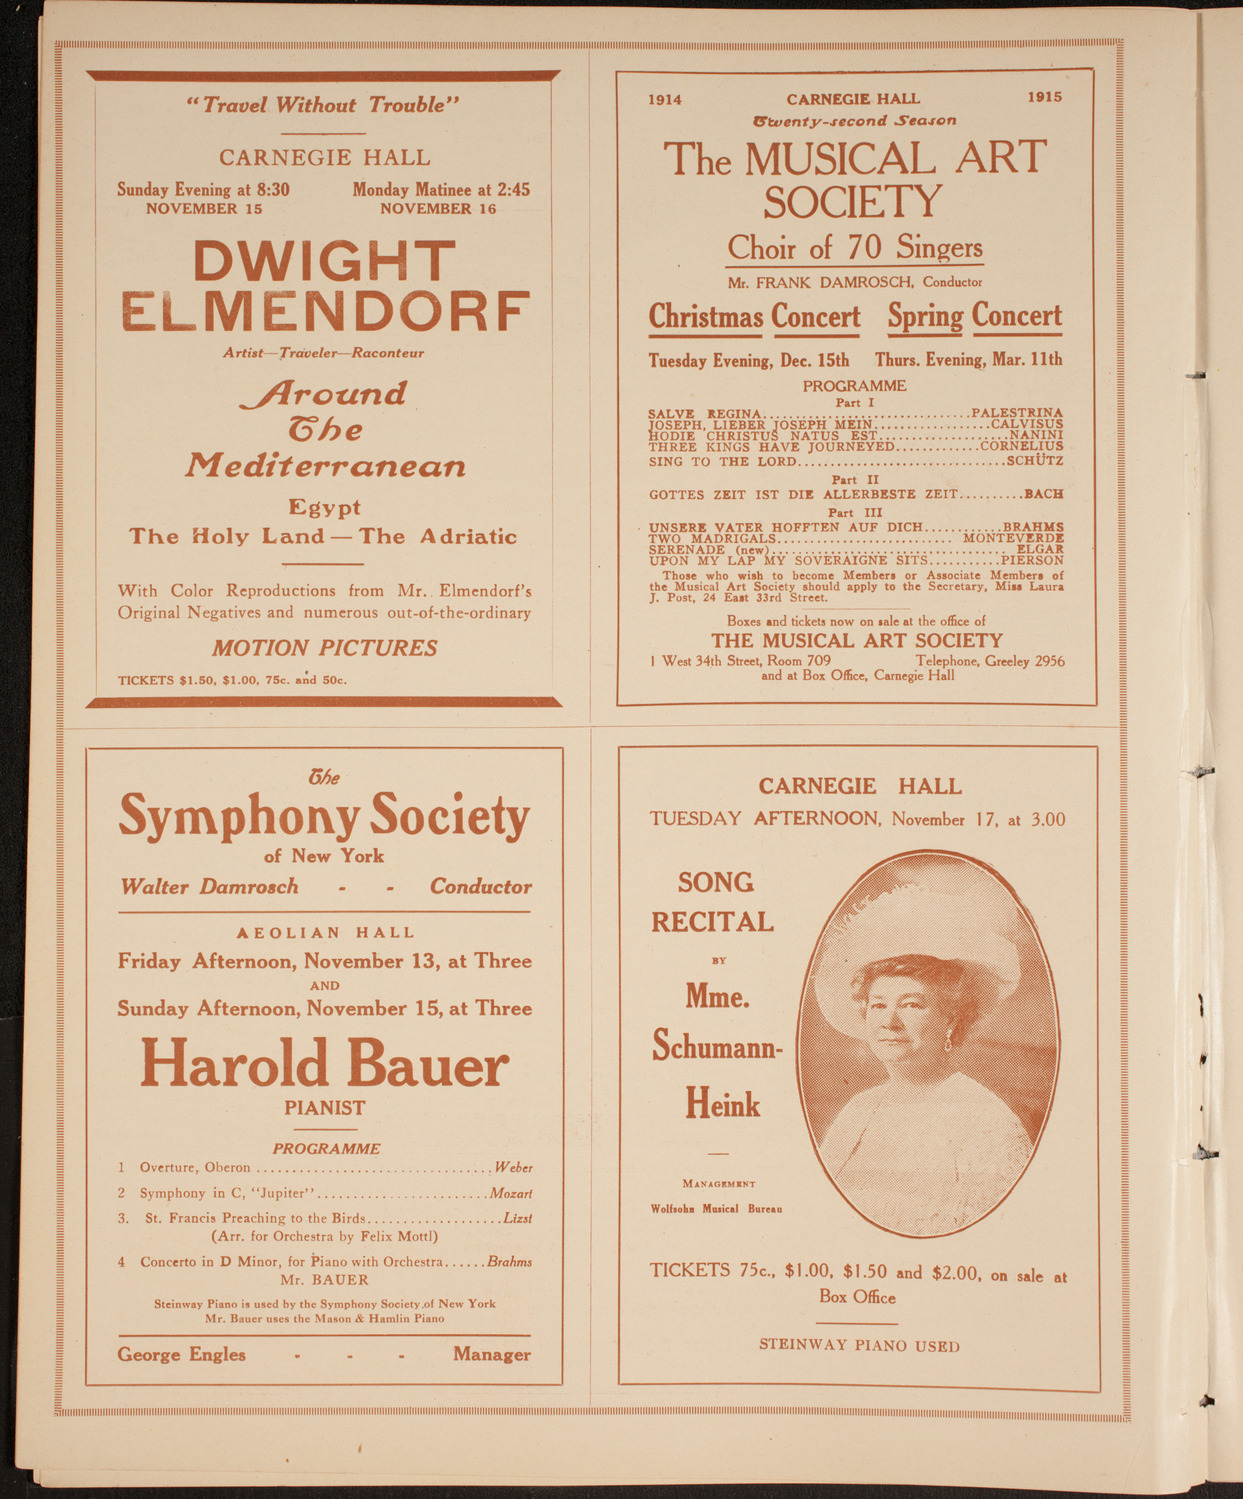 "Travel Without Trouble"
CARNEGIE HALL
Sunday Evening at 8:30 Monday Matinee at 2:45
NOVEMBER 15 NOVEMBER 16
DWIGHT
ELMENDORF
Artist—Traveler—Raconteur
Around
The
Mediterranean
Egypt
The Holy Land — The Adriatic
With Color Reproductions from Mr. Elmendorf's
Original Negatives and numerous out-of-the-ordinary
MOTION PICTURES
TICKETS $1.50, $1.00, 75c. and 50c.
1914 CARNEGIE HALL 1915
Twenty-second Season
The MUSICAL ART
SOCIETY
Choir of 70 Singers
Mr. FRANK DAMROSCH, Conductor
Christmas Concert Spring Concert
Tuesday Evening, Dec. 15th Thurs. Evening, Mar. 11th
PROGRAMME
Part I
SALVE REGINA..............................PALESTRINA
JOSEPH, LIEBER JOSEPH MEIN.................CALVISUS
HODIE CHRISTUS NATUS EST...................NANINI
THREE KINGS HAVE JOURNEYED............CORNELIUS
SING TO THE LORD..............................SCHÜTZ
Part II
GOTTES ZEIT IST DIE ALLERBESTE ZEIT..........BACH
Part III
UNSERE VATER HOFFTEN AUF DICH............BRAHMS
TWO MADRIGALS.......................... MONTEVERDE
SERENADE (new).................................. ELGAR
UPON MY LAP MY SOVERAIGNE SITS...........PIERSON
Those who wish to become Members or Associate Members of
the Musical Art Society should apply to the Secretary, Miss Laura
J. Post, 24 East 33rd Street.
Boxes and tickets now on sale at the office of
THE MUSICAL ART SOCIETY
1 West 34th Street, Room 709 Telephone, Greeley 2956
and at Box Office, Carnegie Hall
The
Symphony Society
of New York
Walter Damrosch - - Conductor
AEOLIAN HALL
Friday Afternoon, November 13, at Three
AND
Sunday Afternoon, November 15, at Three
Harold Bauer
PIANIST
PROGRAMME
1 Overture, Oberon .................................Weber
2 Symphony in C, "Jupiter"........................Mozart
3. St. Francis Preaching to the Birds...................Lizst
(Arr. for Orchestra by Felix Mottl)
4 Concerto in D Minor, for Piano with Orchestra......Brahms
Mr. BAUER
Steinway Piano is used by the Symphony Society of New York
Mr. Bauer uses the Mason & Hamlin Piano
George Engles - - - Manager
CARNEGIE HALL
TUESDAY AFTERNOON, November 17, at 3.00
SONG
RECITAL
BY
Mme.
Schumann-
Heink
MANAGEMENT
Wolfsohn Musical Bureau
TICKETS 75c., $1.00, $1.50 and $2.00, on sale at
Box Office
STEINWAY PIANO USED